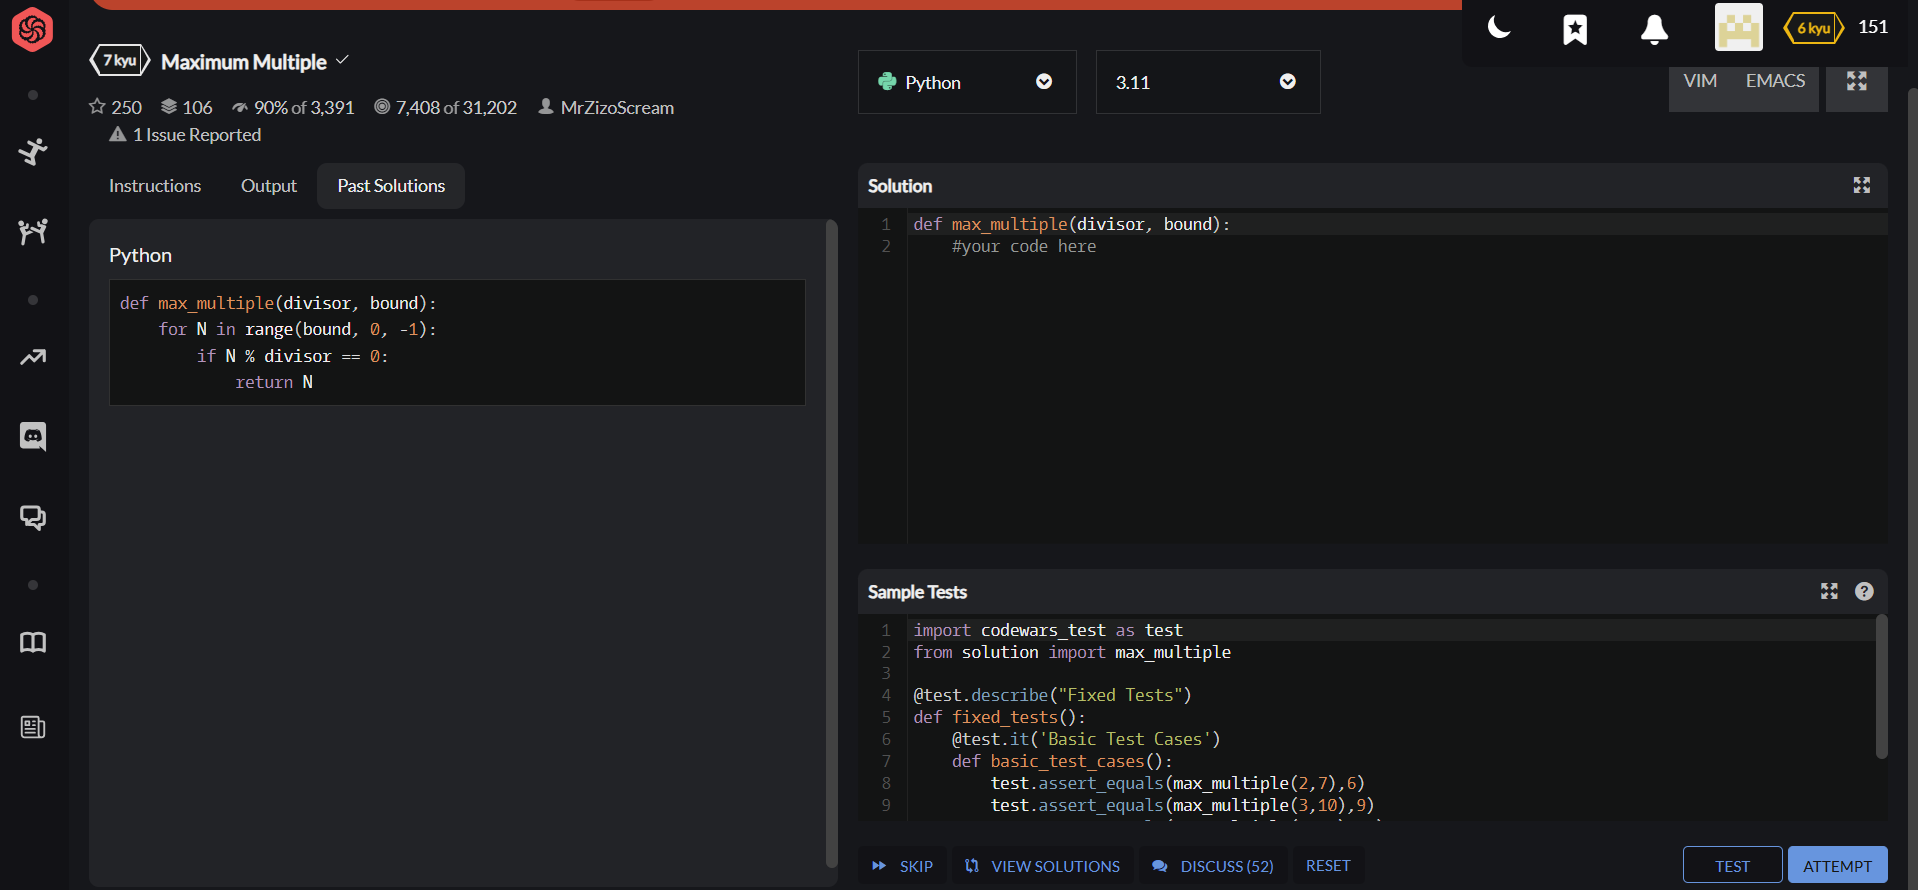 7 kyu Maximum Multiple
250 106 90% of 3,391 7,408 of 31,202 MrZizoScream
1 Issue Reported
Python 3.11
6 kyu 151
VIM EMACS
Instructions Output Past Solutions
Python
def max_multiple(divisor, bound):
    for N in range(bound, 0, -1):
        if N % divisor == 0:
            return N
Solution
1 def max_multiple(divisor, bound):
2     #your code here
Sample Tests
1 import codewars_test as test
2 from solution import max_multiple
3
4 @test.describe("Fixed Tests")
5 def fixed_tests():
6     @test.it('Basic Test Cases')
7     def basic_test_cases():
8         test.assert_equals(max_multiple(2,7),6)
9         test.assert_equals(max_multiple(3,10),9)
SKIP VIEW SOLUTIONS DISCUSS (52) RESET TEST ATTEMPT